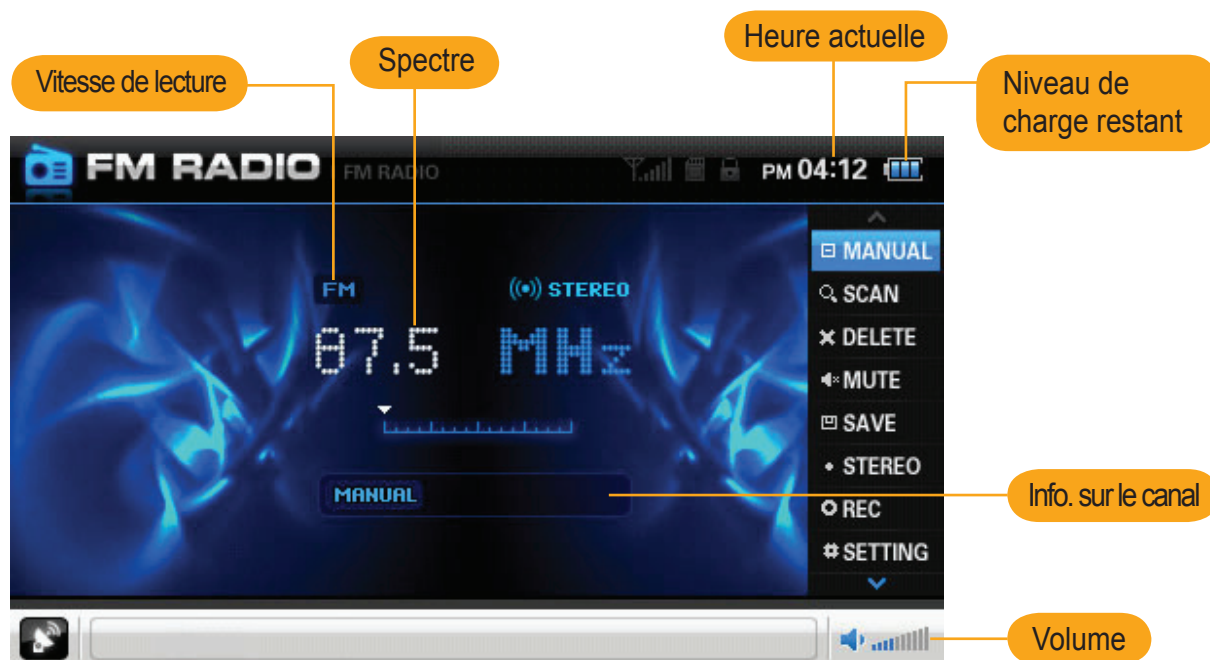 Heure actuelle
Spectre
Vitesse de lecture
Niveau de
charge restant
FM RADIO FM RADIO PM 04:12
MANUAL
FM ((•)) STEREO
SCAN
87.5 MHz
DELETE
MUTE
SAVE
STEREO
MANUAL
Info. sur le canal
REC
SETTING
Volume